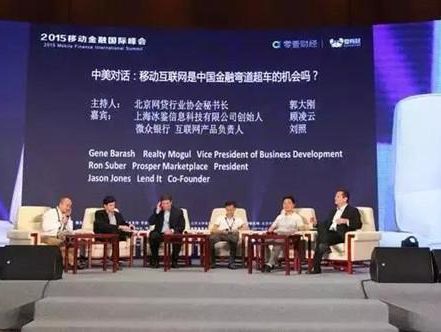 2015移动金融国际峰会
2015 Mobile Finance International Summit
零壹财经
中美对话：移动互联网是中国金融弯道超车的机会吗？
主持人：北京网贷行业协会秘书长 郭大刚
嘉宾：上海冰鉴信息科技有限公司创始人 顾凌云
微众银行 互联网产品负责人 刘照
Gene Barash Realty Mogul Vice President of Business Development
Ron Suber Prosper Marketplace President
Jason Jones Lend It Co-Founder